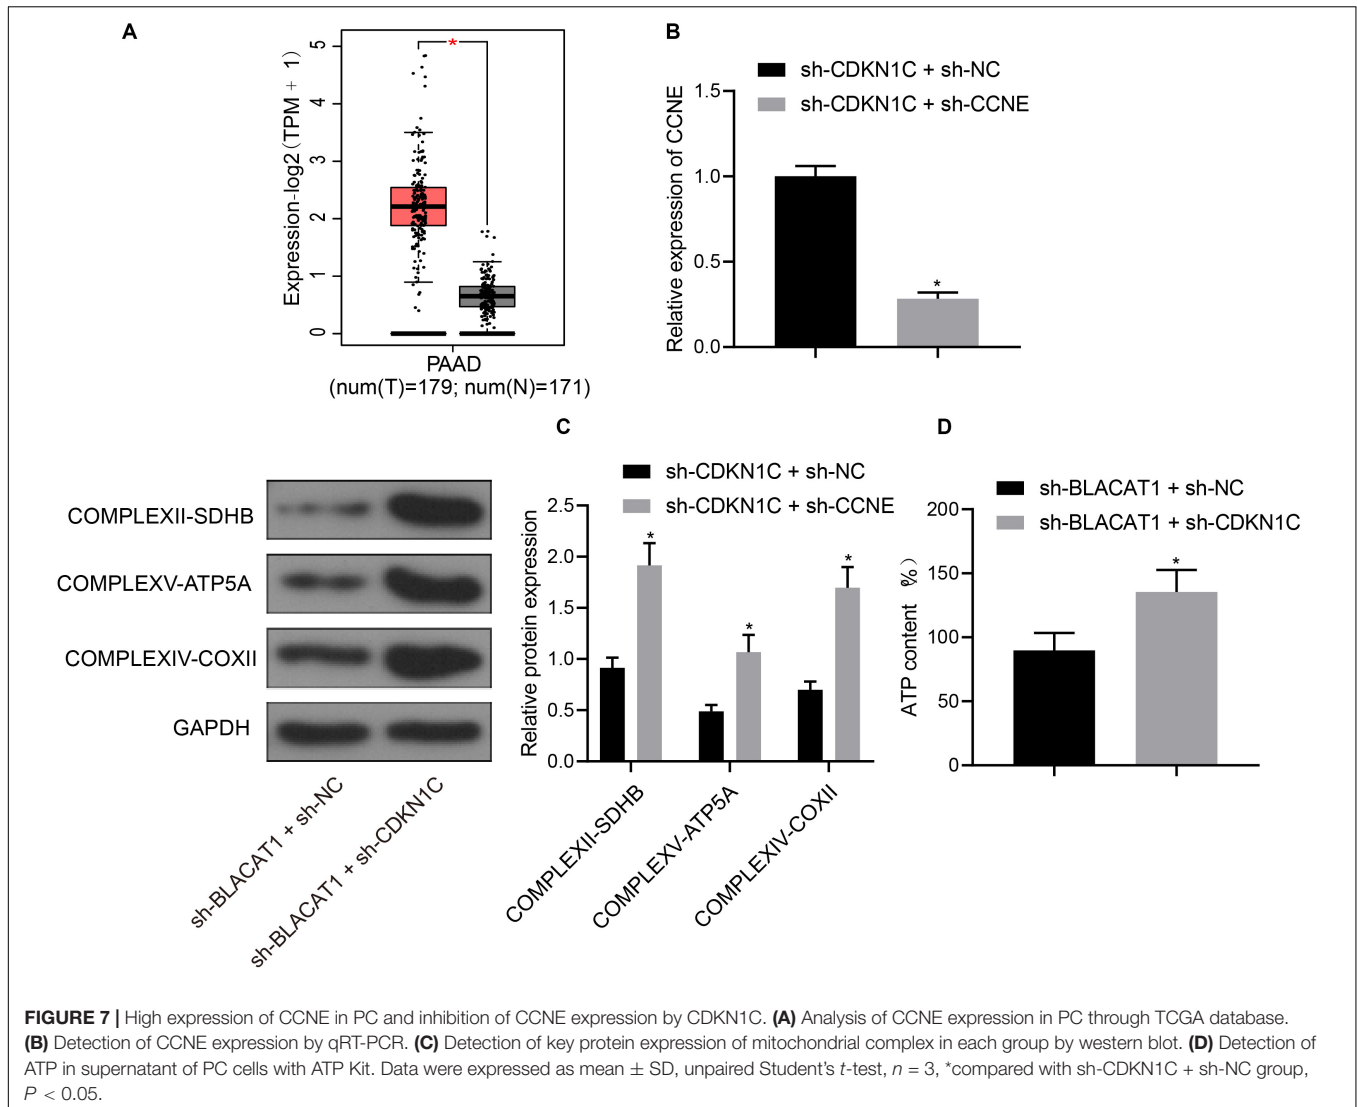 A
*
Expression-log2(TPM + 1)
5
4
3
2
1
0
PAAD
(num(T)=179; num(N)=171)
B
sh-CDKN1C + sh-NC
sh-CDKN1C + sh-CCNE
Relative expression of CCNE
1.5
1.0
0.5
0.0
*
COMPLEXII-SDHB
COMPLEXV-ATP5A
COMPLEXIV-COXII
GAPDH
sh-BLACAT1 + sh-NC
sh-BLACAT1 + sh-CDKN1C
C
sh-CDKN1C + sh-NC
sh-CDKN1C + sh-CCNE
Relative protein expression
2.5
2.0
1.5
1.0
0.5
0.0
*
*
*
COMPLEXII-SDHB
COMPLEXV-ATP5A
COMPLEXIV-COXII
D
sh-BLACAT1 + sh-NC
sh-BLACAT1 + sh-CDKN1C
ATP content %)
200
150
100
50
0
*
FIGURE 7 | High expression of CCNE in PC and inhibition of CCNE expression by CDKN1C. (A) Analysis of CCNE expression in PC through TCGA database.
(B) Detection of CCNE expression by qRT-PCR. (C) Detection of key protein expression of mitochondrial complex in each group by western blot. (D) Detection of
ATP in supernatant of PC cells with ATP Kit. Data were expressed as mean ± SD, unpaired Student's t-test, n = 3, *compared with sh-CDKN1C + sh-NC group,
P < 0.05.